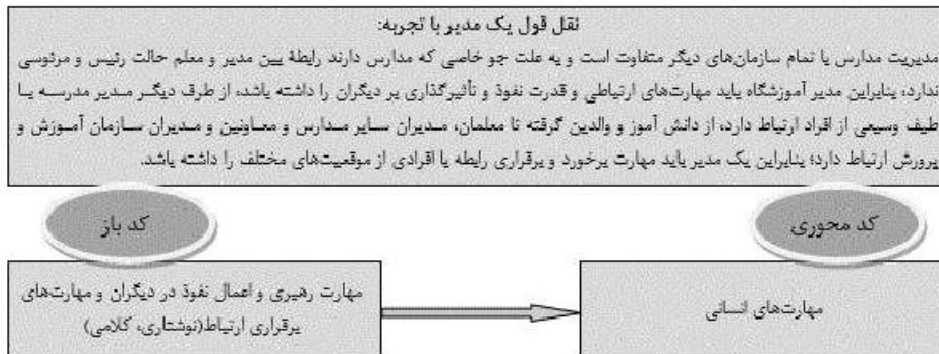 نقل قول یک مدیر با تجربه:
مدیریت مدارس با تمام سازمان‌های دیگر متفاوت است و به علت جو خاصی که مدارس دارند رابطهٔ بین مدیر و معلم حالت رئیس و مرئوسی
ندارد؛ بنابراین مدیر آموزشگاه باید مهارت‌های ارتباطی و قدرت نفوذ و تأثیرگذاری بر دیگران را داشته باشد، از طرف دیگر مدیر مدرسه با
طیف وسیعی از افراد ارتباط دارد، از دانش آموز و والدین گرفته تا معلمان، مدیران سایر مدارس و معاونین و مدیران سازمان آموزش و
پرورش ارتباط دارد؛ بنابراین یک مدیر باید مهارت برخورد و برقراری رابطه با افرادی از موقعیت‌های مختلف را داشته باشد.
کد محوری
کد باز
مهارت‌های انسانی
مهارت رهبری و اعمال نفوذ در دیگران و مهارت‌های
برقراری ارتباط(نوشتاری، کلامی)